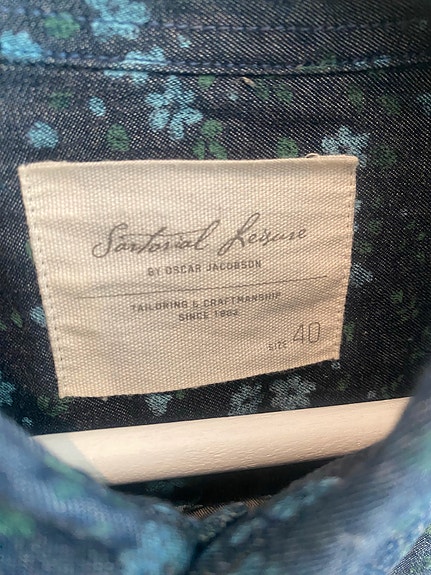 Sartorial Leisure
BY OSCAR JACOBSON
TAILORING & CRAFTMANSHIP
SINCE 1902
SIZE 40